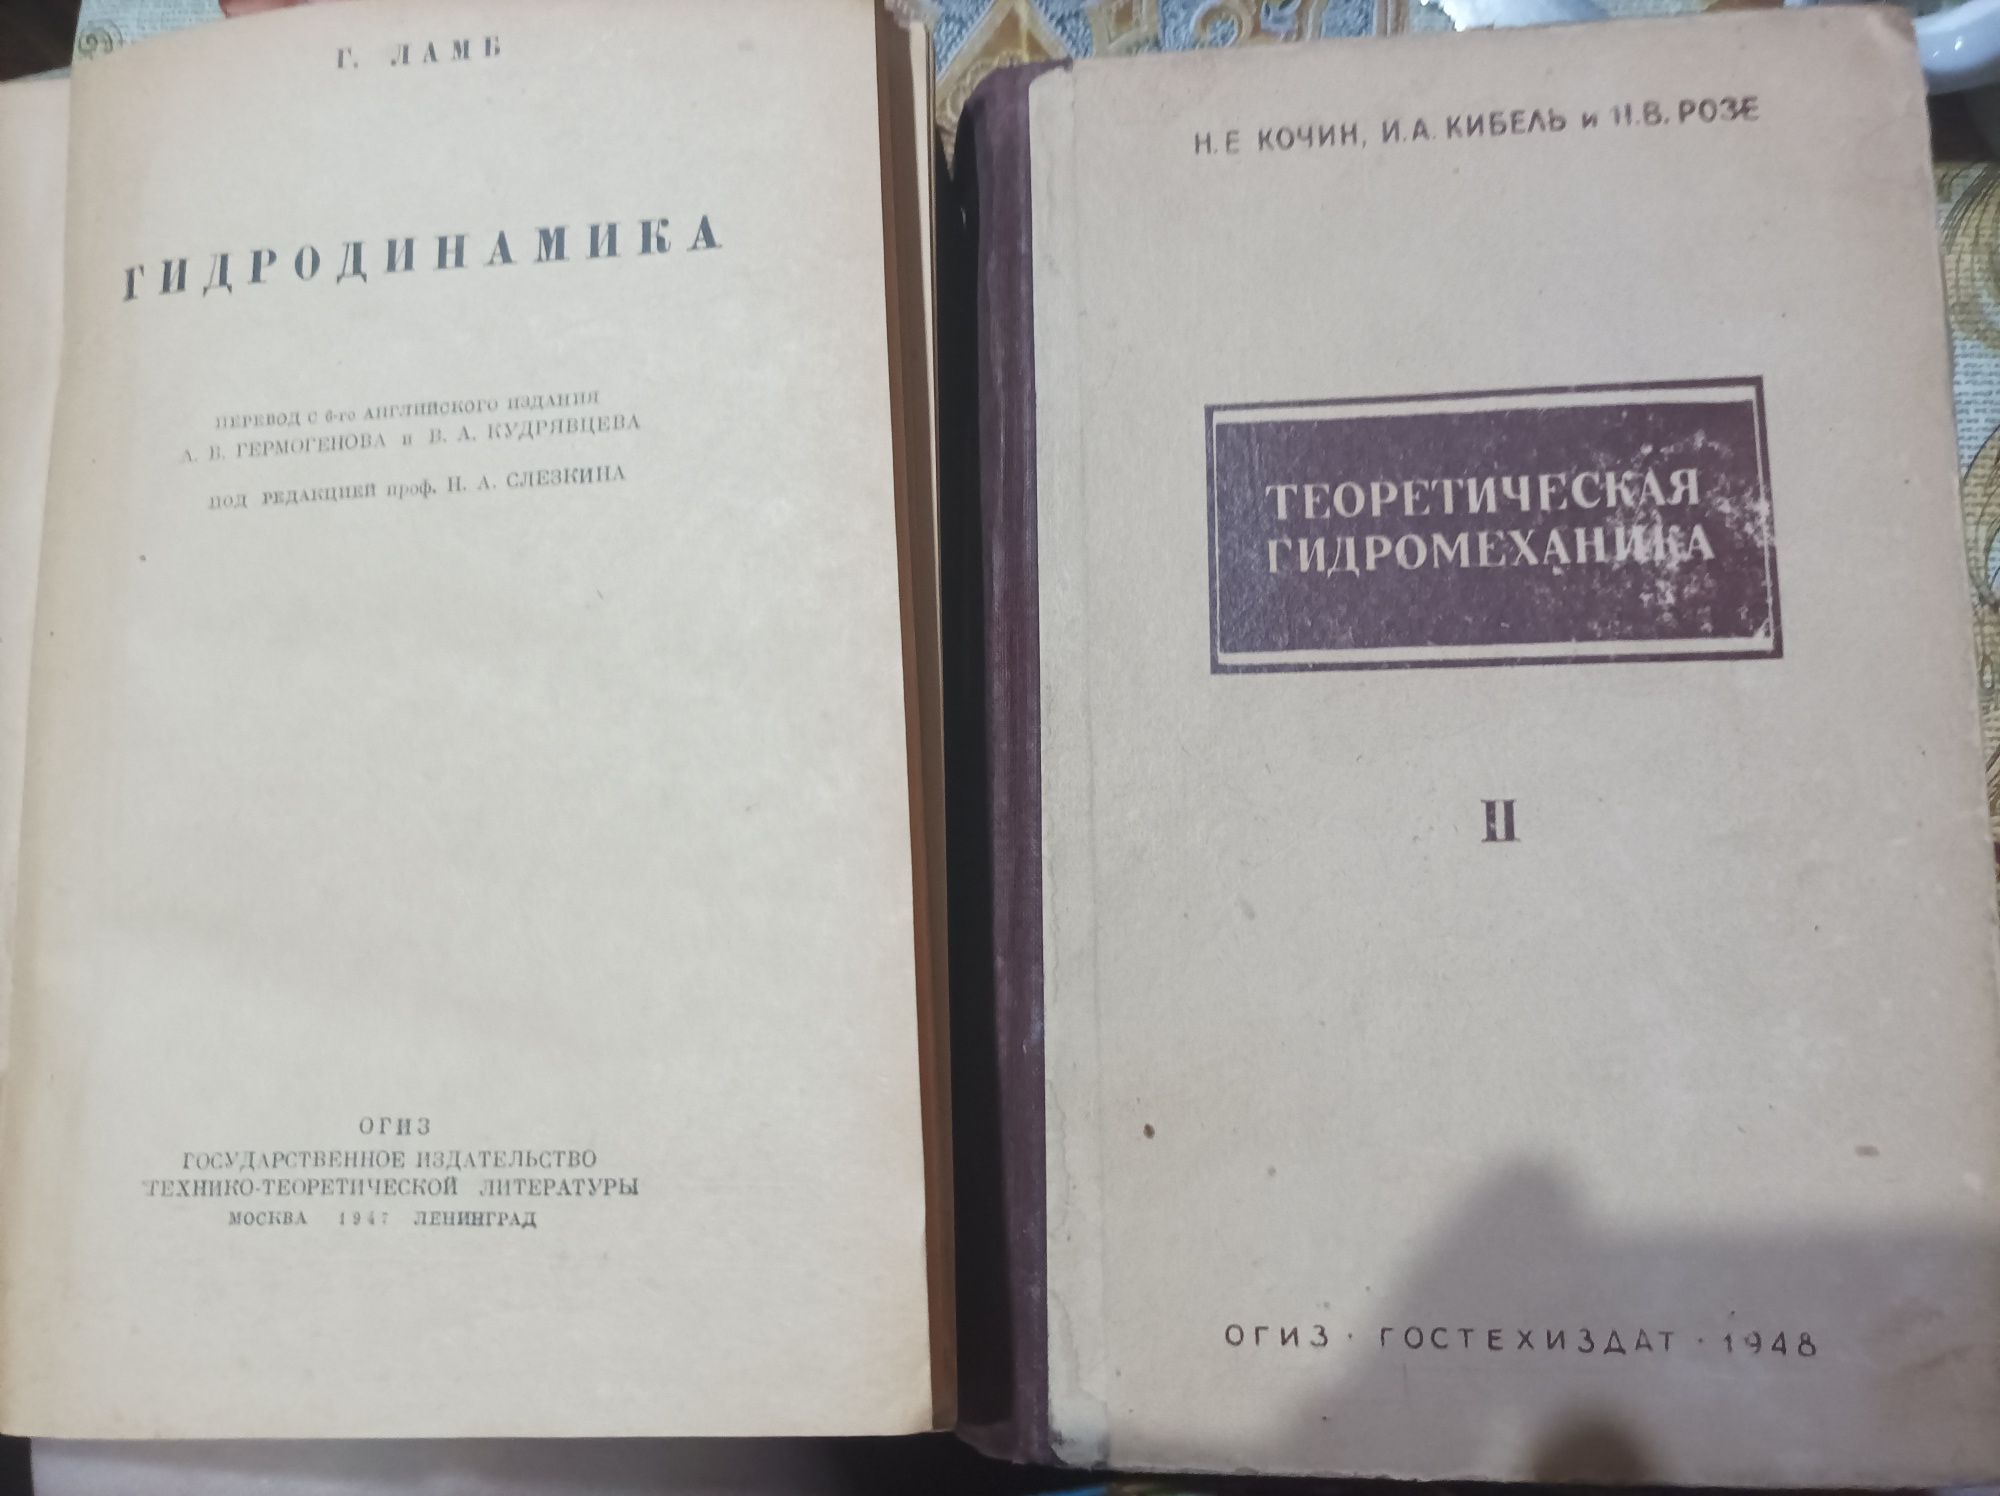 Г. ЛАМБ
ГИДРОДИНАМИКА
ПЕРЕВОД С 6-го АНГЛИЙСКОГО ИЗДАНИЯ
А. В. ГЕРМОГЕНОВА и В. А. КУДРЯВЦЕВА
ПОД РЕДАКЦИЕЙ проф. Н. А. СЛЕЗКИНА
ОГИЗ
ГОСУДАРСТВЕННОЕ ИЗДАТЕЛЬСТВО
ТЕХНИКО-ТЕОРЕТИЧЕСКОЙ ЛИТЕРАТУРЫ
МОСКВА 1947 ЛЕНИНГРАД
Н. Е КОЧИН, И. А. КИБЕЛЬ и Н. В. РОЗЕ
ТЕОРЕТИЧЕСКАЯ
ГИДРОМЕХАНИКА
II
ОГИЗ · ГОСТЕХИЗДАТ · 1948